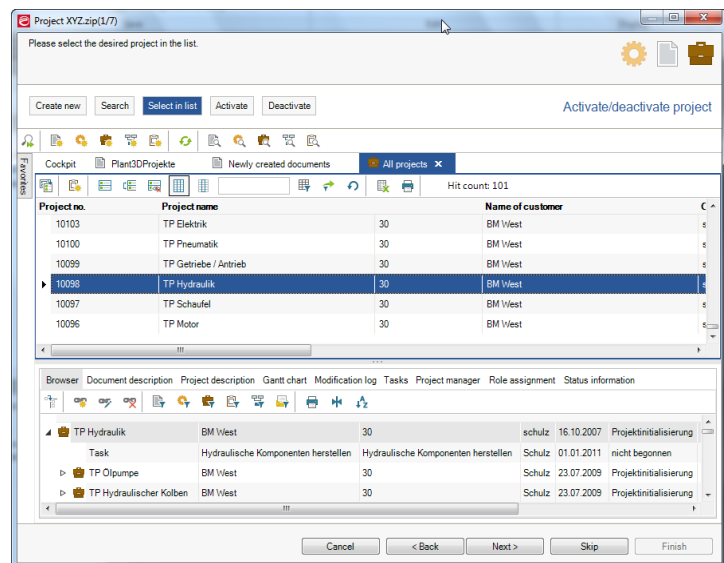 Project XYZ.zip(1/7)
Please select the desired project in the list.
Create new Search Select in list Activate Deactivate Activate/deactivate project
Favorites
Cockpit Plant3DProjekte Newly created documents All projects
Hit count: 101
Project no. Project name Name of customer
10103 TP Elektrik 30 BM West
10100 TP Pneumatik 30 BM West
10099 TP Getriebe / Antrieb 30 BM West
10098 TP Hydraulik 30 BM West
10097 TP Schaufel 30 BM West
10096 TP Motor 30 BM West
Browser Document description Project description Gantt chart Modification log Tasks Project manager Role assignment Status information
TP Hydraulik BM West 30 schulz 16.10.2007 Projektinitialisierung
Task Hydraulische Komponenten herstellen Hydraulische Komponenten herstellen Schulz 01.01.2011 nicht begonnen
TP Ölpumpe BM West 30 Schulz 23.07.2009 Projektinitialisierung
TP Hydraulischer Kolben BM West 30 Schulz 23.07.2009 Projektinitialisierung
Cancel < Back Next > Skip Finish